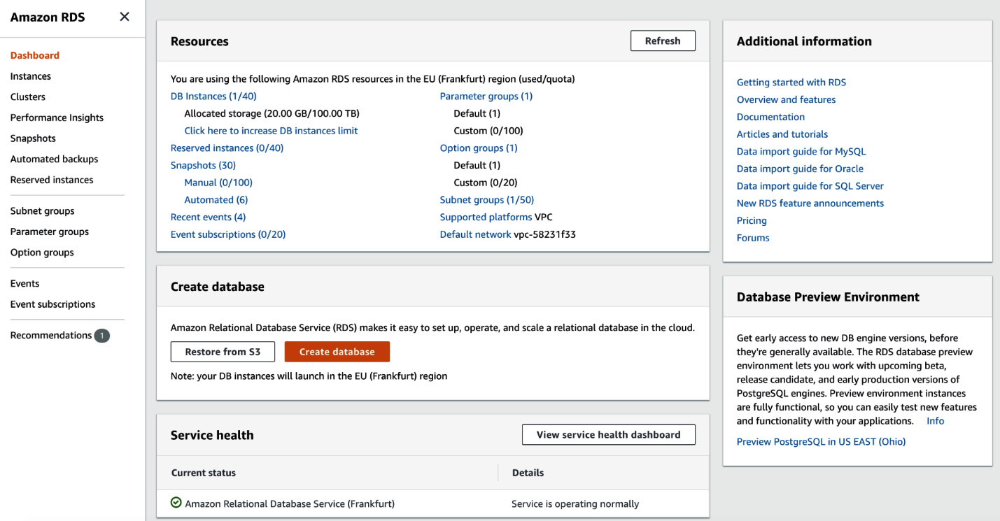 Amazon RDS
Dashboard
Instances
Clusters
Performance Insights
Snapshots
Automated backups
Reserved instances
Subnet groups
Parameter groups
Option groups
Events
Event subscriptions
Recommendations 1
Resources
Refresh
You are using the following Amazon RDS resources in the EU (Frankfurt) region (used/quota)
DB Instances (1/40)
Allocated storage (20.00 GB/100.00 TB)
Click here to increase DB instances limit
Reserved instances (0/40)
Snapshots (30)
Manual (0/100)
Automated (6)
Recent events (4)
Event subscriptions (0/20)
Parameter groups (1)
Default (1)
Custom (0/100)
Option groups (1)
Default (1)
Custom (0/20)
Subnet groups (1/50)
Supported platforms VPC
Default network vpc-58231f33
Create database
Amazon Relational Database Service (RDS) makes it easy to set up, operate, and scale a relational database in the cloud.
Restore from S3
Create database
Note: your DB instances will launch in the EU (Frankfurt) region
Service health
View service health dashboard
Current status
Details
Amazon Relational Database Service (Frankfurt)
Service is operating normally
Additional information
Getting started with RDS
Overview and features
Documentation
Articles and tutorials
Data import guide for MySQL
Data import guide for Oracle
Data import guide for SQL Server
New RDS feature announcements
Pricing
Forums
Database Preview Environment
Get early access to new DB engine versions, before
they're generally available. The RDS database preview
environment lets you work with upcoming beta,
release candidate, and early production versions of
PostgreSQL engines. Preview environment instances
are fully functional, so you can easily test new features
and functionality with your applications. Info
Preview PostgreSQL in US EAST (Ohio)